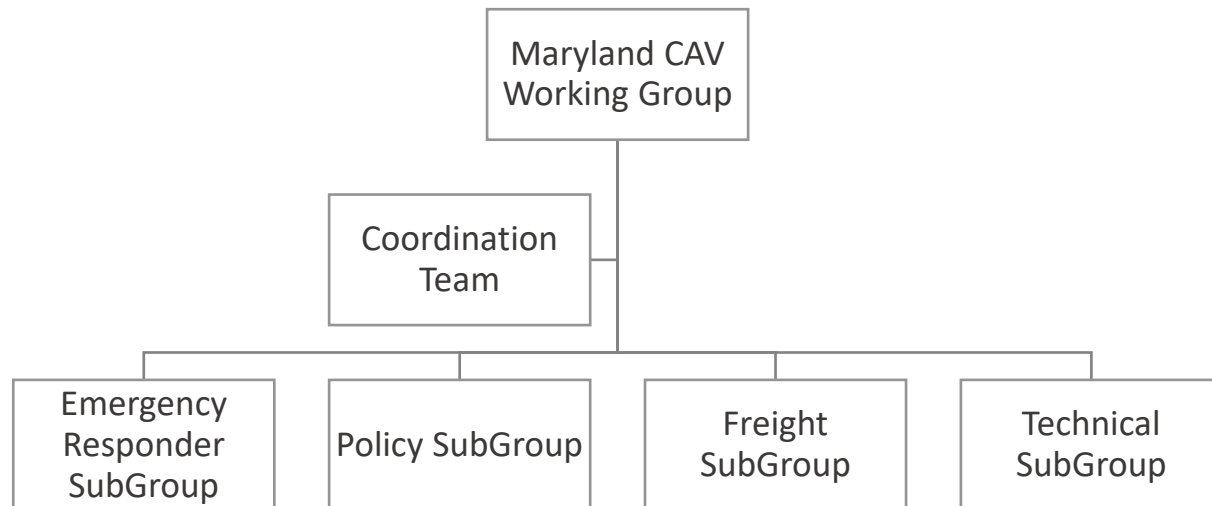 Maryland CAV
Working Group
Coordination
Team
Emergency
Responder
SubGroup
Policy SubGroup
Freight
SubGroup
Technical
SubGroup